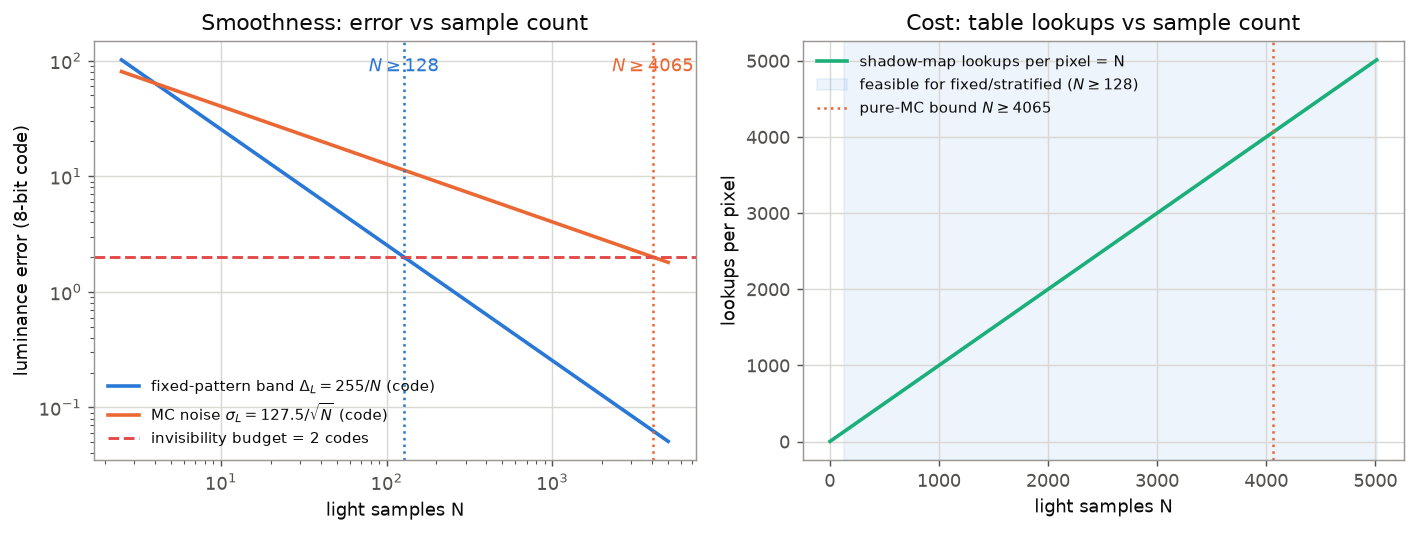 Smoothness: error vs sample count
N ≥ 128
N ≥ 4065
luminance error (8-bit code)
10²
10¹
10⁰
10⁻¹
fixed-pattern band Δ_L = 255/N (code)
MC noise σ_L = 127.5/√N (code)
invisibility budget = 2 codes
10¹ 10² 10³
light samples N
Cost: table lookups vs sample count
lookups per pixel
5000
4000
3000
2000
1000
0
shadow-map lookups per pixel = N
feasible for fixed/stratified (N ≥ 128)
pure-MC bound N ≥ 4065
0 1000 2000 3000 4000 5000
light samples N